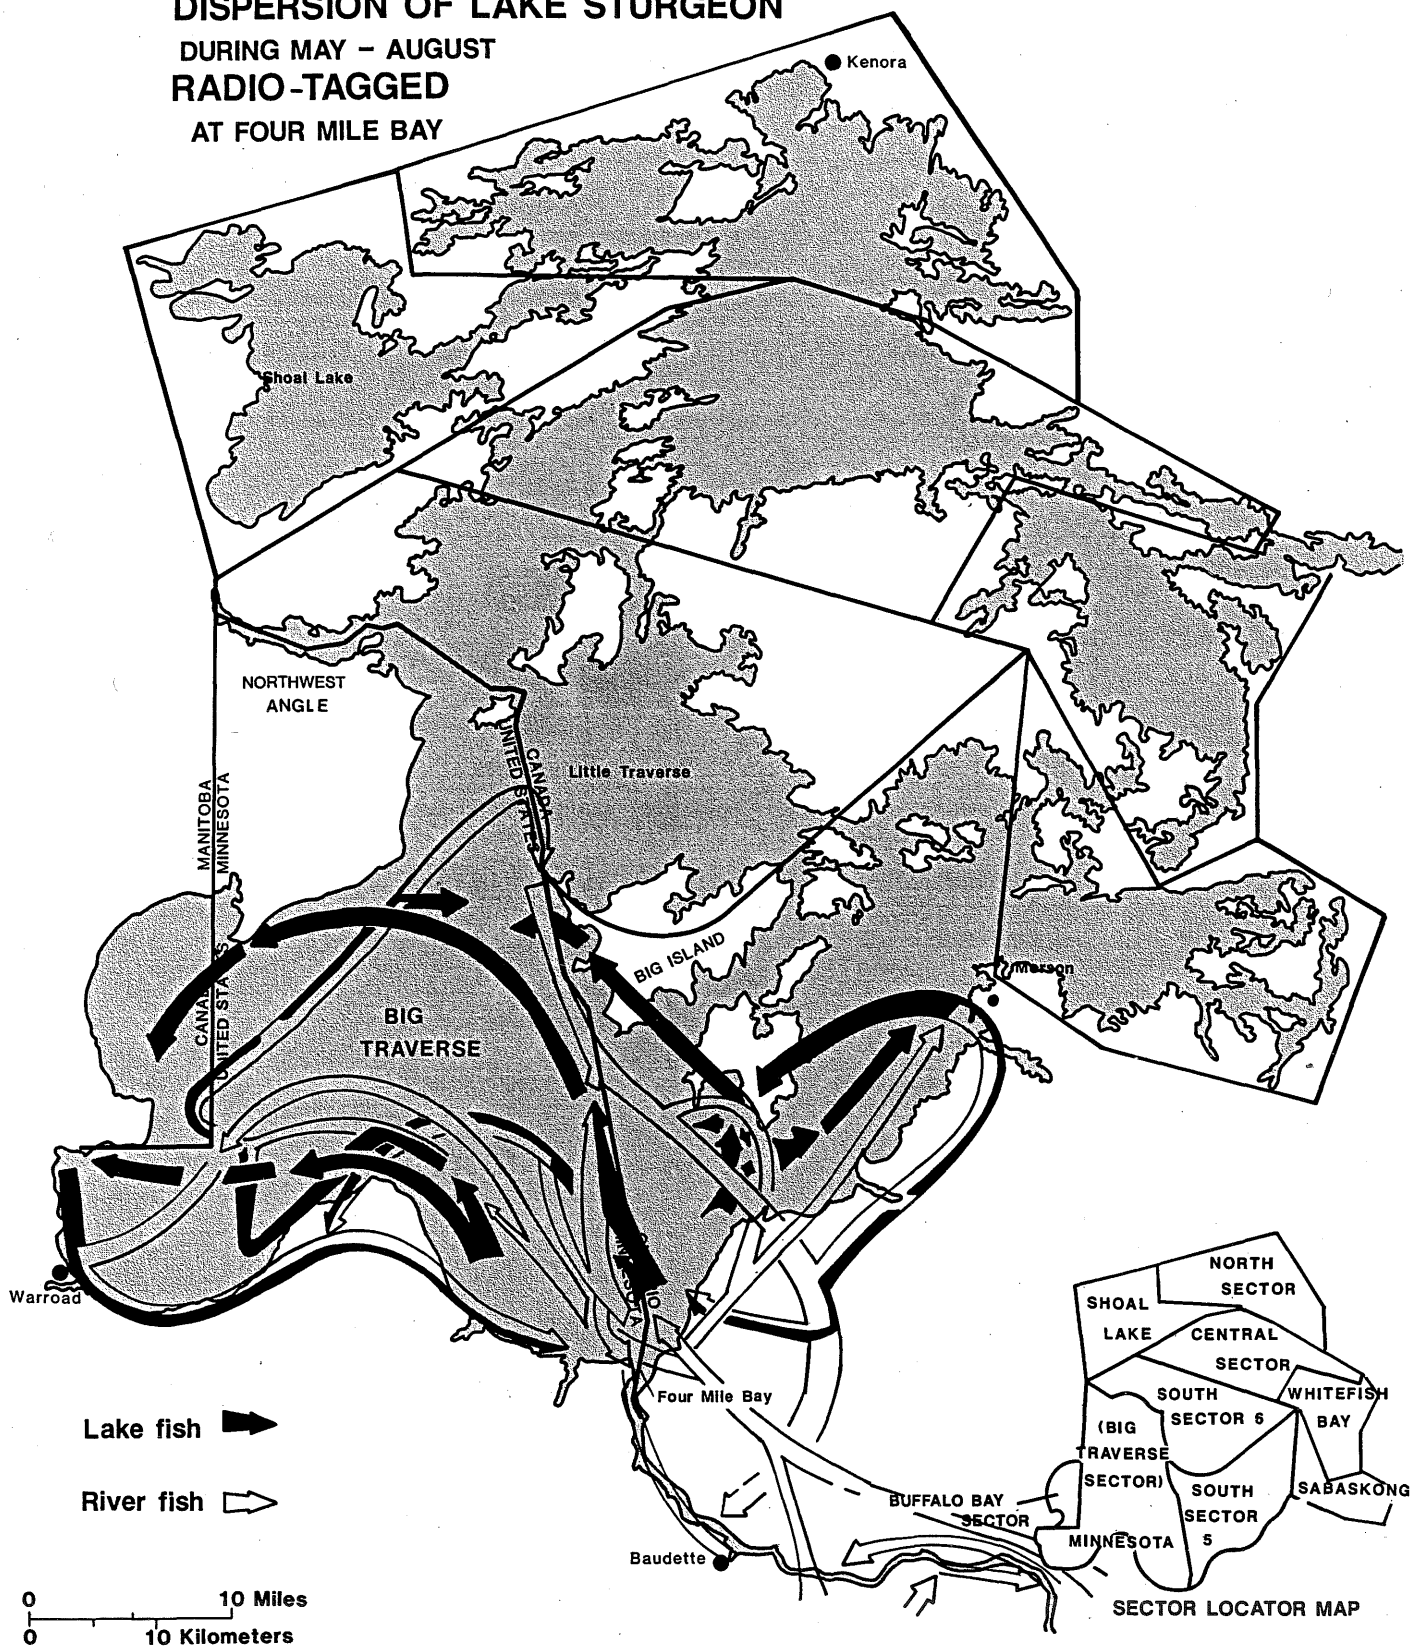 DISPERSION OF LAKE STURGEON
DURING MAY - AUGUST
RADIO-TAGGED
AT FOUR MILE BAY
Kenora
Shoal Lake
NORTHWEST
ANGLE
CANADA
UNITED STATES
Little Traverse
MANITOBA
MINNESOTA
BIG ISLAND
Morson
CANADA
UNITED STATES
BIG
TRAVERSE
Warroad
Four Mile Bay
Lake fish
River fish
Baudette
0 10 Miles
0 10 Kilometers
NORTH
SECTOR
SHOAL
LAKE
CENTRAL
SECTOR
SOUTH
SECTOR 6
WHITEFISH
BAY
(BIG
TRAVERSE
SECTOR)
SOUTH
SECTOR
5
SABASKONG
BUFFALO BAY
SECTOR
MINNESOTA
SECTOR LOCATOR MAP